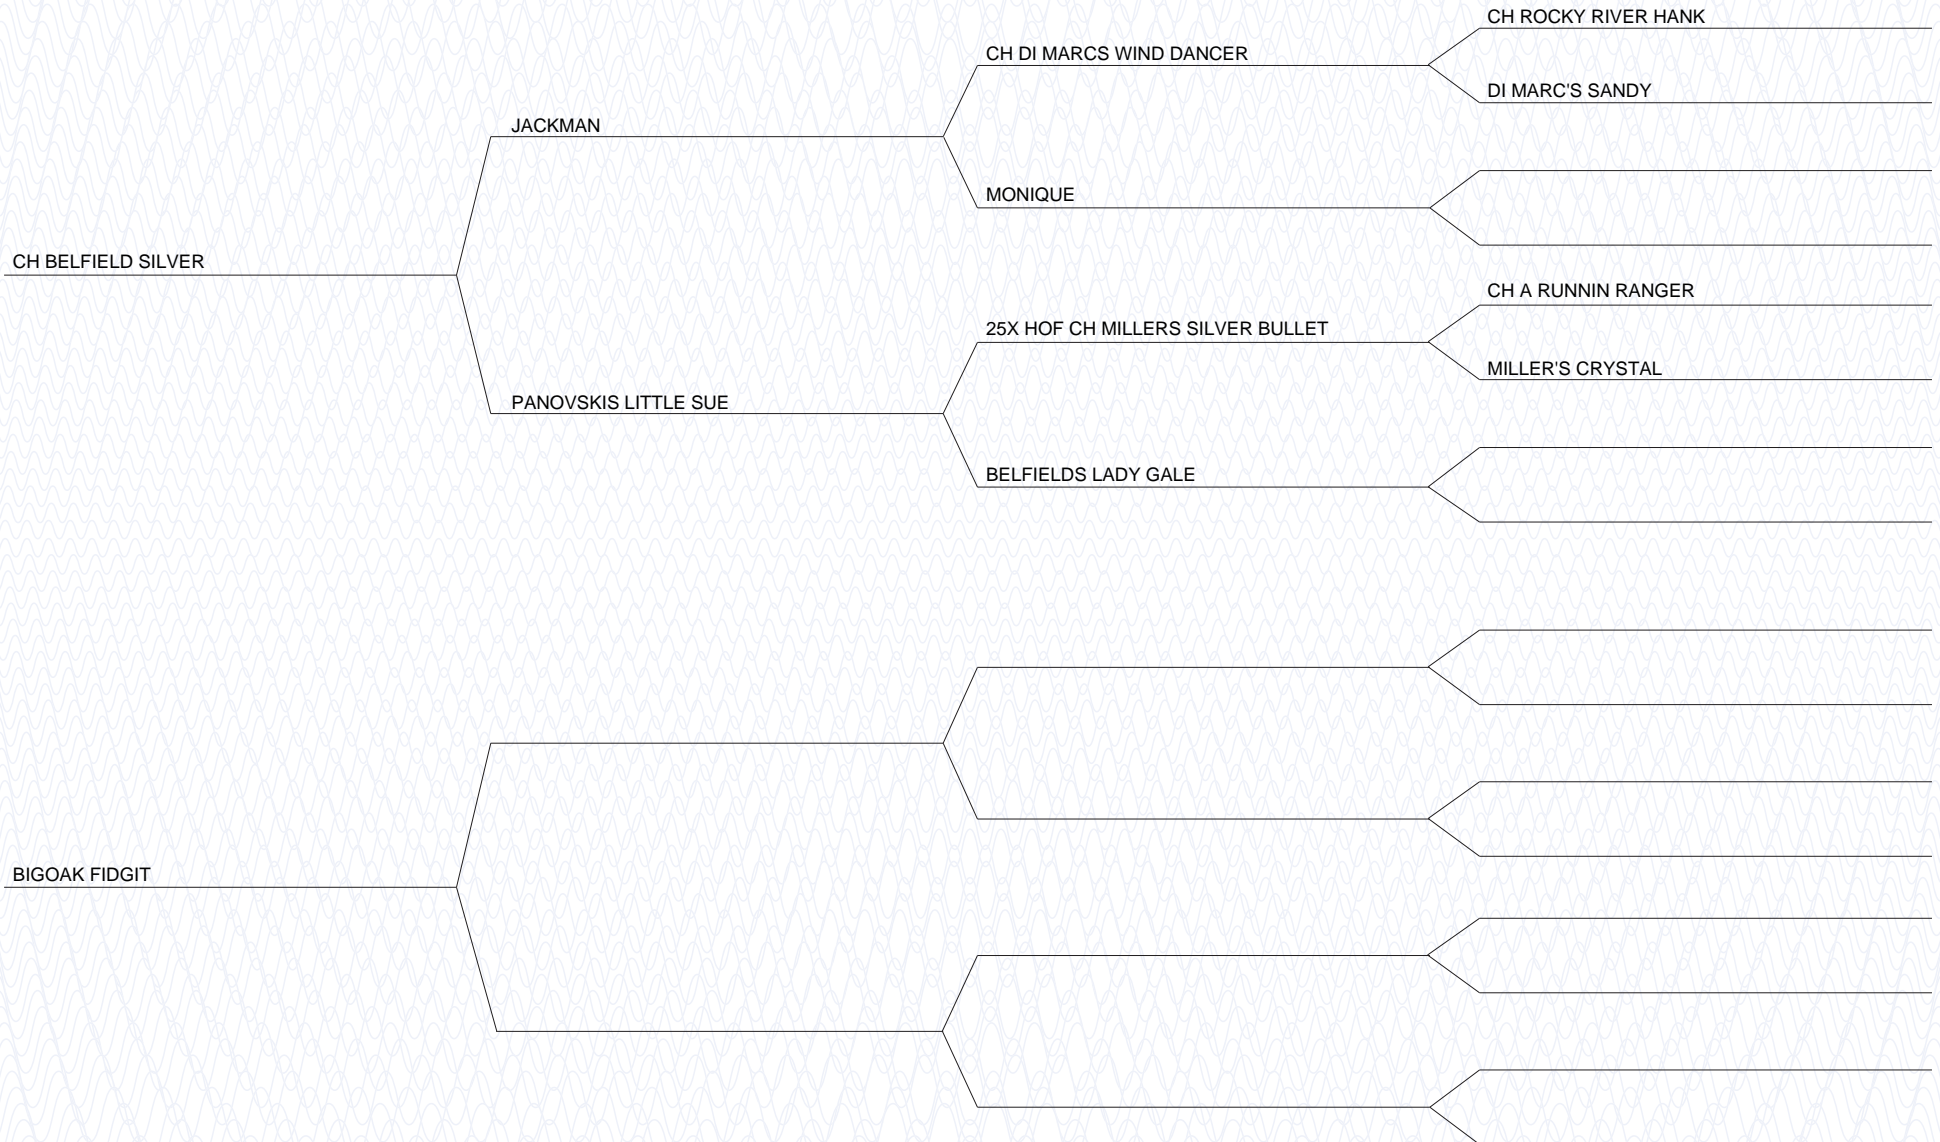 CH ROCKY RIVER HANK
CH DI MARCS WIND DANCER
DI MARC'S SANDY
JACKMAN
MONIQUE
CH BELFIELD SILVER
CH A RUNNIN RANGER
25X HOF CH MILLERS SILVER BULLET
MILLER'S CRYSTAL
PANOVSKIS LITTLE SUE
BELFIELDS LADY GALE
BIGOAK FIDGIT